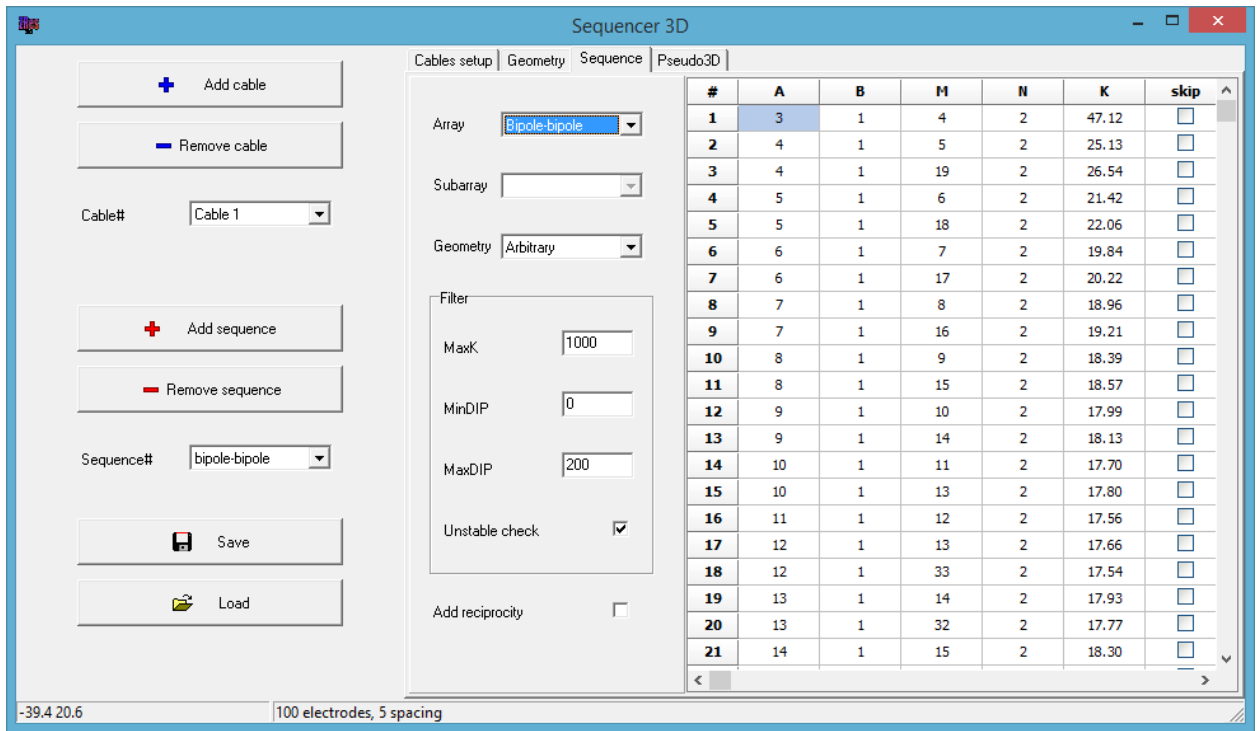 Sequencer 3D
Add cable
Remove cable
Cable# Cable 1
Add sequence
Remove sequence
Sequence# bipole-bipole
Save
Load
Cables setup Geometry Sequence Pseudo3D
Array Bipole-bipole
Subarray
Geometry Arbitrary
Filter
MaxK 1000
MinDIP 0
MaxDIP 200
Unstable check
Add reciprocity
# A B M N K skip
1 3 1 4 2 47.12
2 4 1 5 2 25.13
3 4 1 19 2 26.54
4 5 1 6 2 21.42
5 5 1 18 2 22.06
6 6 1 7 2 19.84
7 6 1 17 2 20.22
8 7 1 8 2 18.96
9 7 1 16 2 19.21
10 8 1 9 2 18.39
11 8 1 15 2 18.57
12 9 1 10 2 17.99
13 9 1 14 2 18.13
14 10 1 11 2 17.70
15 10 1 13 2 17.80
16 11 1 12 2 17.56
17 12 1 13 2 17.66
18 12 1 33 2 17.54
19 13 1 14 2 17.93
20 13 1 32 2 17.77
21 14 1 15 2 18.30
-39.4 20.6
100 electrodes, 5 spacing